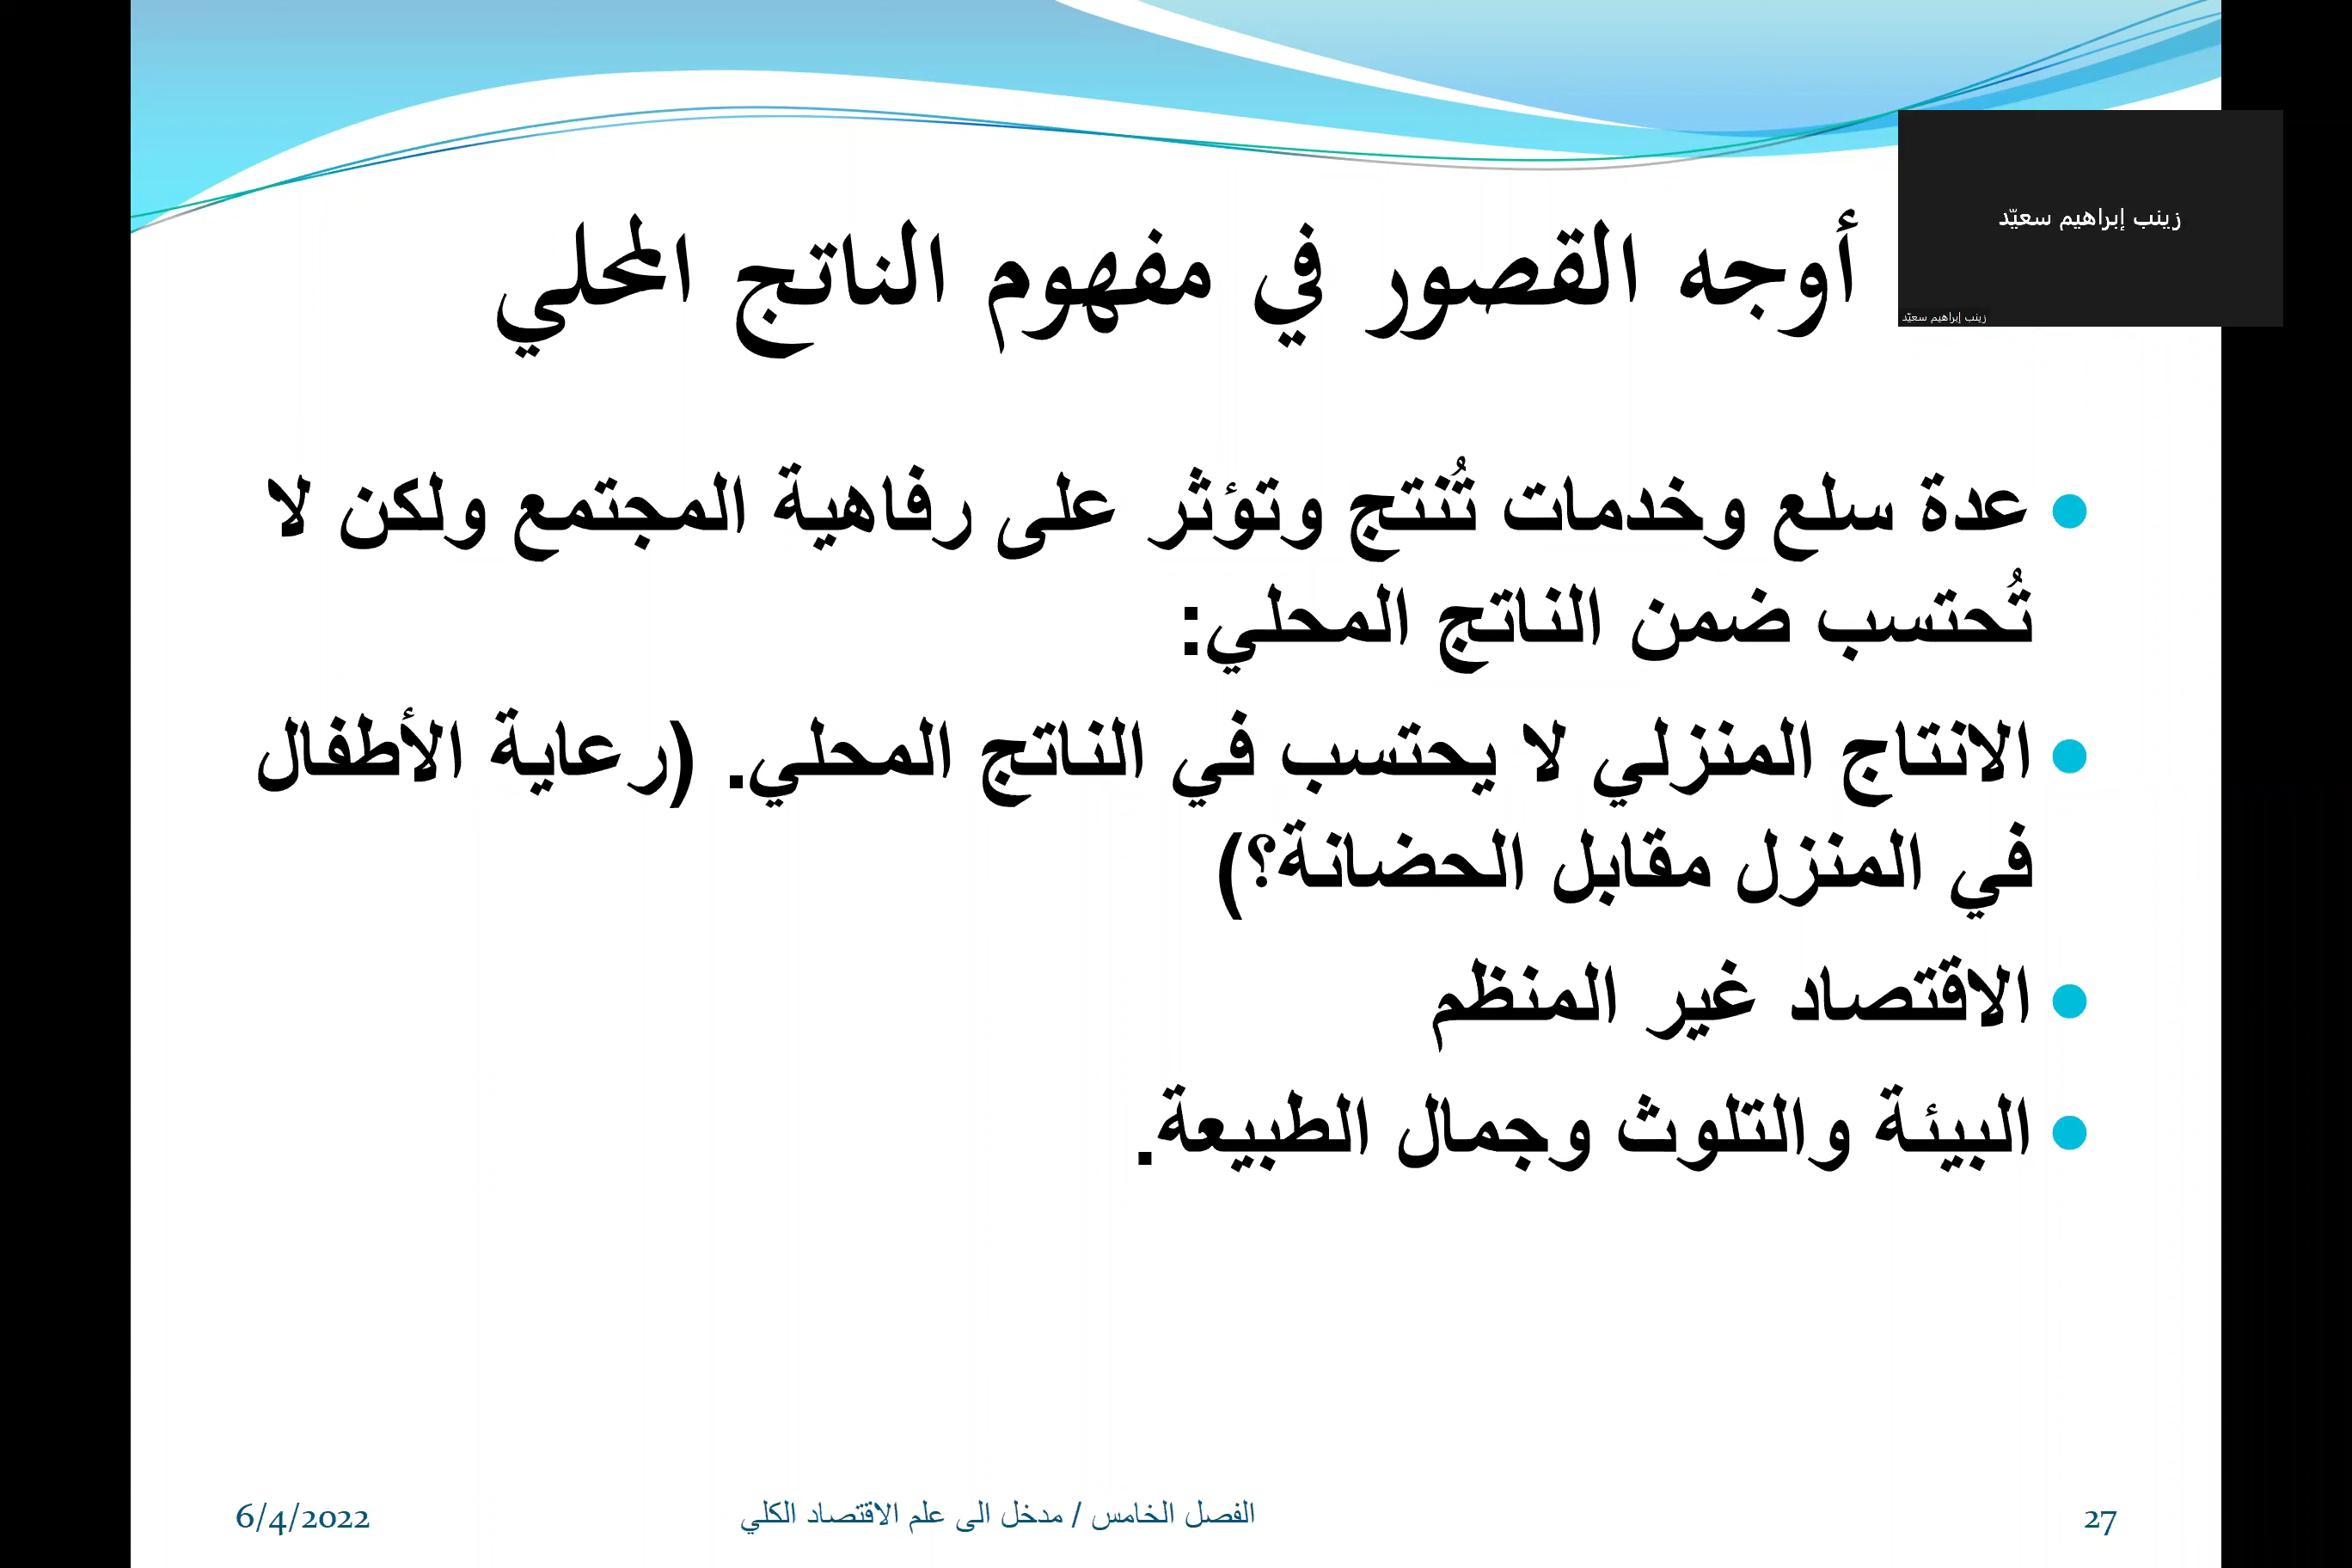 زينب إبراهيم سعيّد
زينب إبراهيم سعيّد
أوجه القصور في مفهوم الناتج المحلي
• عدة سلع وخدمات تُنتج وتؤثر على رفاهية المجتمع ولكن لا
تُحتسب ضمن الناتج المحلي:
• الانتاج المنزلي لا يحتسب في الناتج المحلي. (رعاية الأطفال
في المنزل مقابل الحضانة؟)
• الاقتصاد غير المنظم
• البيئة والتلوث وجمال الطبيعة.
27
الفصل الخامس / مدخل الى علم الاقتصاد الكلي
6/4/2022